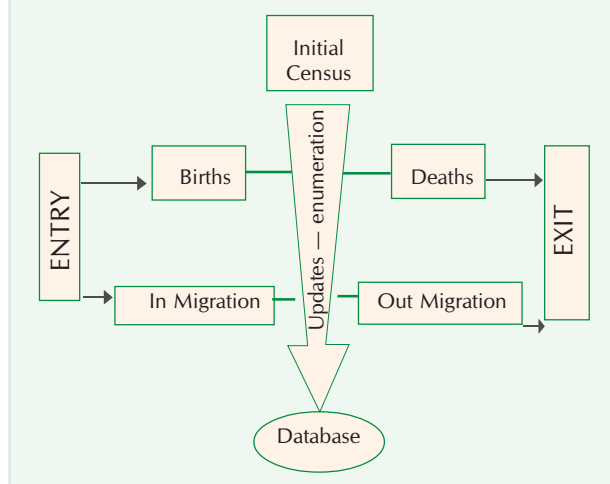 Initial
Census
ENTRY
Births
Updates — enumeration
Deaths
EXIT
In Migration
Out Migration
Database